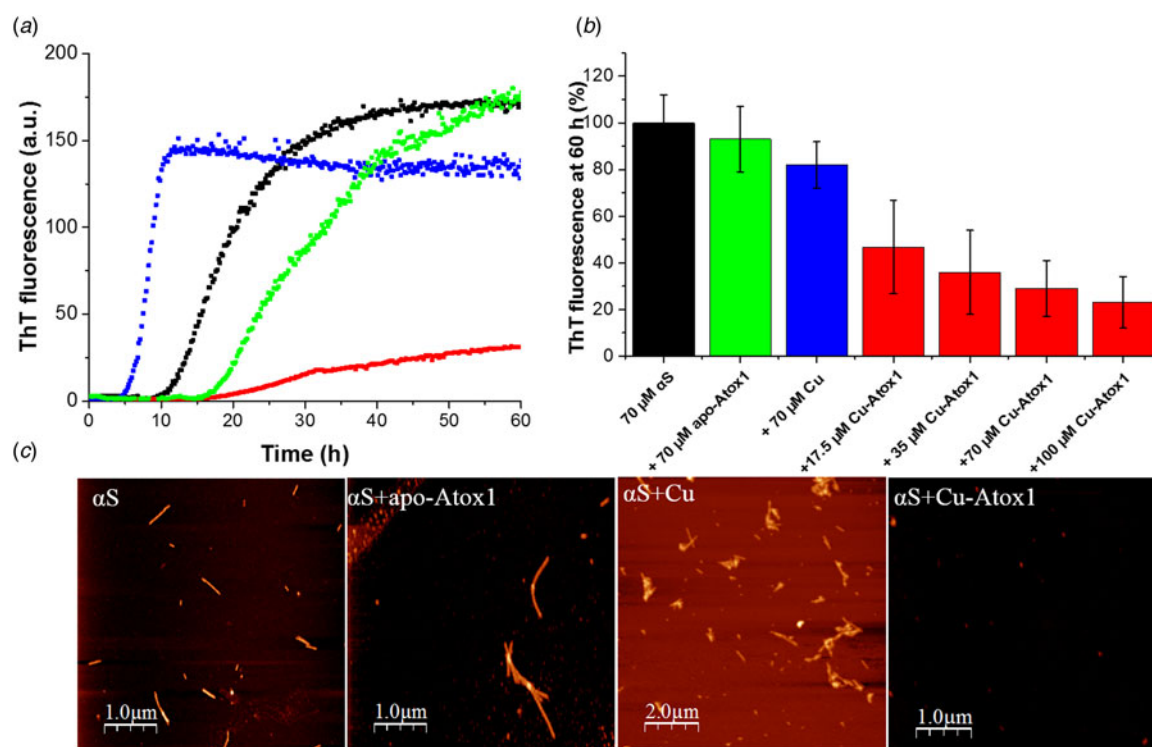 (a)
200
150
100
50
0
ThT fluorescence (a.u.)
0 10 20 30 40 50 60
Time (h)
(b)
120
100
80
60
40
20
0
ThT fluorescence at 60 h (%)
70 µM αS
+ 70 µM apo-Atox1
+ 70 µM Cu
+17.5 µM Cu-Atox1
+ 35 µM Cu-Atox1
+70 µM Cu-Atox1
+100 µM Cu-Atox1
(c)
αS
1.0µm
αS+apo-Atox1
1.0µm
αS+Cu
2.0µm
αS+Cu-Atox1
1.0µm